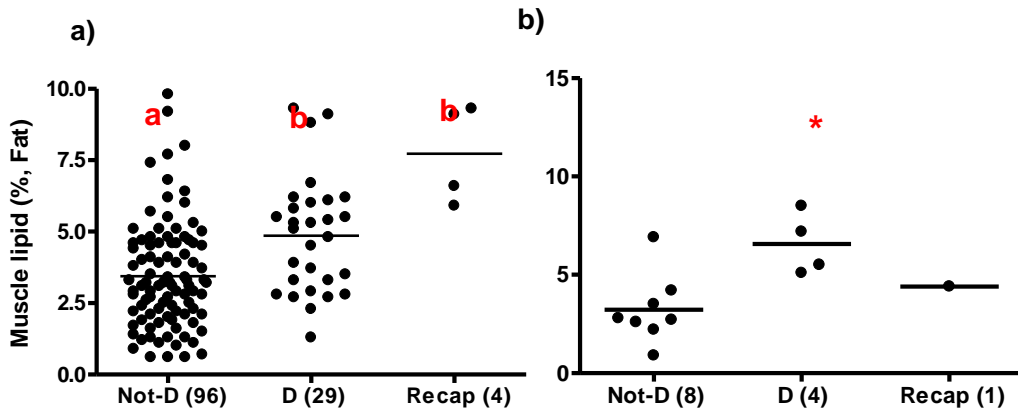 a)
b)
Muscle lipid (%, Fat)
10.0
7.5
5.0
2.5
0.0
a
b
b
Not-D (96)
D (29)
Recap (4)
15
10
5
0
*
Not-D (8)
D (4)
Recap (1)